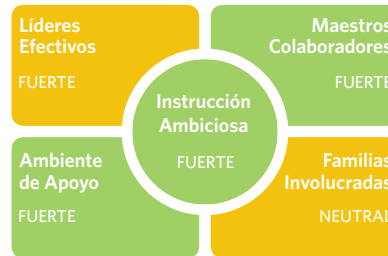 Líderes
Efectivos
FUERTE
Maestros
Colaboradores
FUERTE
Instrucción
Ambiciosa
FUERTE
Ambiente
de Apoyo
FUERTE
Familias
Involucradas
NEUTRAL